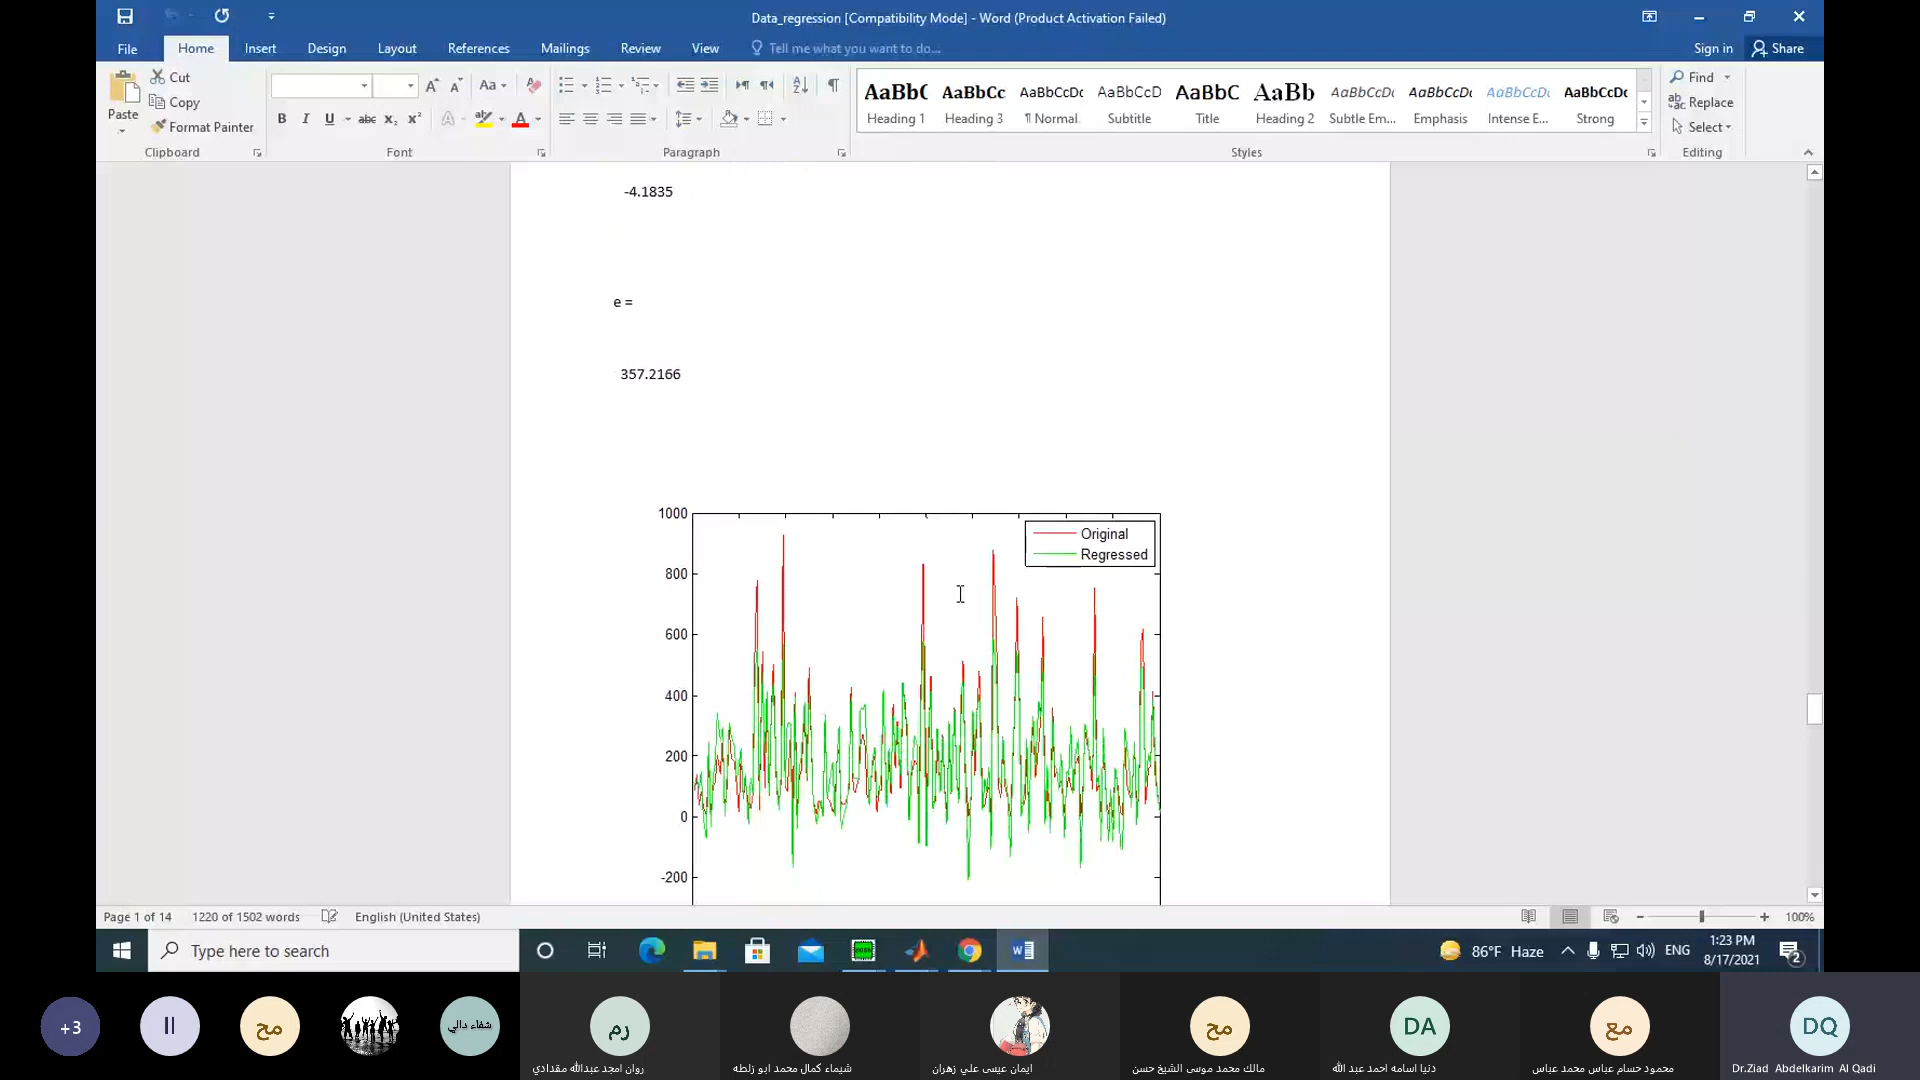 Data_regression [Compatibility Mode] - Word (Product Activation Failed)
File Home Insert Design Layout References Mailings Review View Tell me what you want to do... Sign in Share
Paste Cut Copy Format Painter
Clipboard Font Paragraph Styles Editing
AaBbC AaBbCc AaBbCcDc AaBbCcD AaBbC AaBb AaBbCcDc AaBbCcDc AaBbCcDc AaBbCcDc
Heading 1 Heading 3 ¶ Normal Subtitle Title Heading 2 Subtle Em... Emphasis Intense E... Strong
Find
Replace
Select
-4.1835
e =
357.2166
1000
800
600
400
200
0
-200
Original
Regressed
Page 1 of 14 1220 of 1502 words English (United States) 100%
Type here to search
86°F Haze ENG 1:23 PM
8/17/2021
2
+3 II مح شفاء دالي رم مح DA مع DQ
روان امجد عبدالله مقدادي
شيماء كمال محمد ابو زلطه
ايمان عيسى علي زهران
مالك محمد موسى الشيخ حسن
دنيا اسامه احمد عبد الله
محمود حسام عباس محمد عباس
Dr.Ziad Abdelkarim Al Qadi